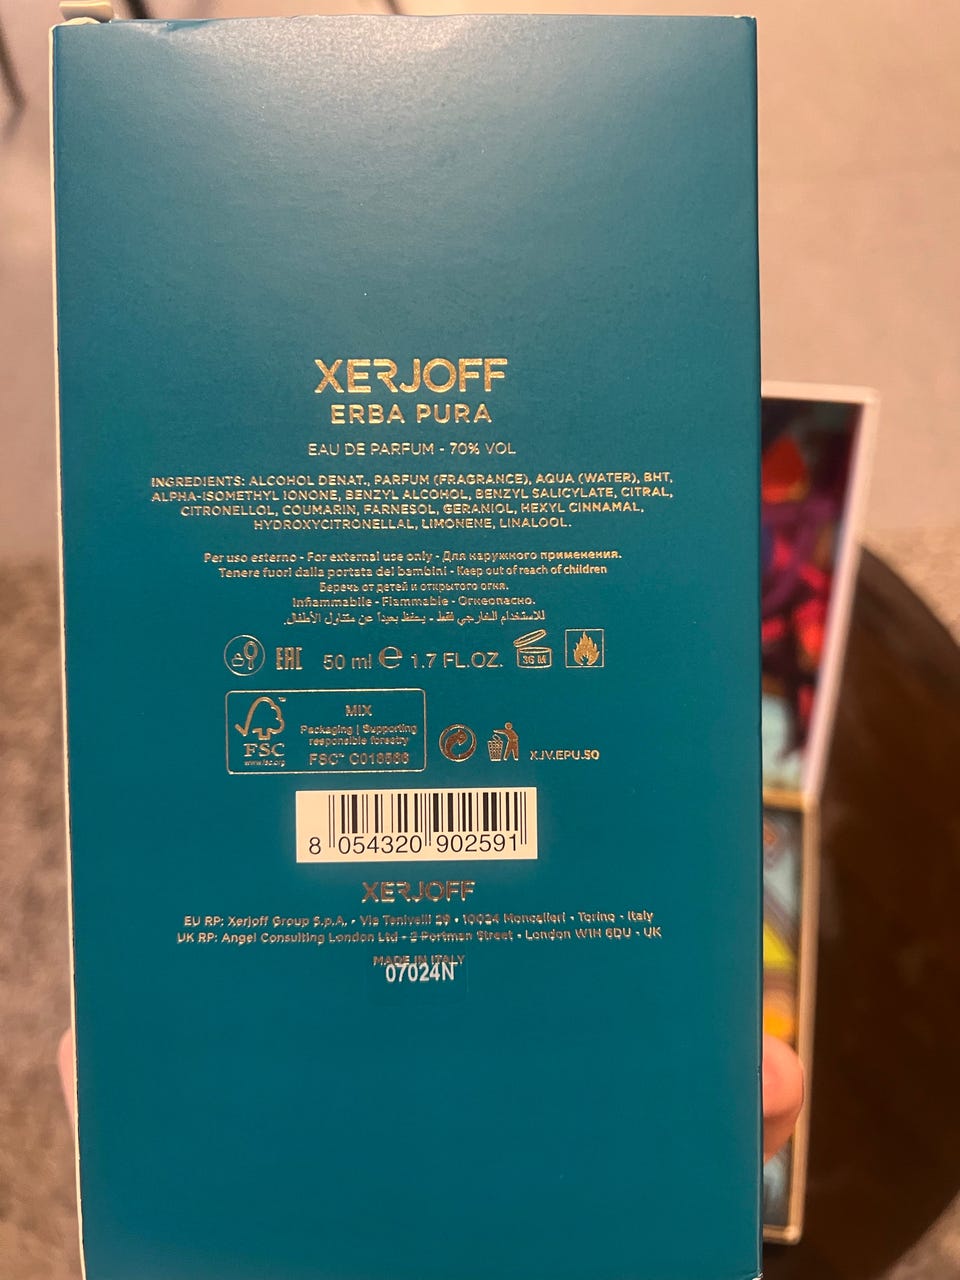 XERJOFF
ERBA PURA
EAU DE PARFUM - 70% VOL
INGREDIENTS: ALCOHOL DENAT., PARFUM (FRAGRANCE), AQUA (WATER), BHT,
ALPHA-ISOMETHYL IONONE, BENZYL ALCOHOL, BENZYL SALICYLATE, CITRAL,
CITRONELLOL, COUMARIN, FARNESOL, GERANIOL, HEXYL CINNAMAL,
HYDROXYCITRONELLAL, LIMONENE, LINALOOL.
Per uso esterno - For external use only - Для наружного применения.
Tenere fuori dalla portata dei bambini - Keep out of reach of children
Беречь от детей и открытого огня.
Infiammabile - Flammable - Огнеопасно.
للاستخدام الخارجي فقط - يحفظ بعيداً عن متناول الأطفال.
EAC 50 ml e 1.7 FL.OZ. 36 M
FSC
www.fsc.org
MIX
Packaging | Supporting
responsible forestry
FSC™ C016586
XJV.EPU.50
8 054320 902591
XERJOFF
EU RP: Xerjoff Group S.p.A. • Via Tenivelli 29 • 10024 Moncalieri • Torino - Italy
UK RP: Angel Consulting London Ltd - 2 Portman Street • London W1H 6DU • UK
MADE IN ITALY
07024N